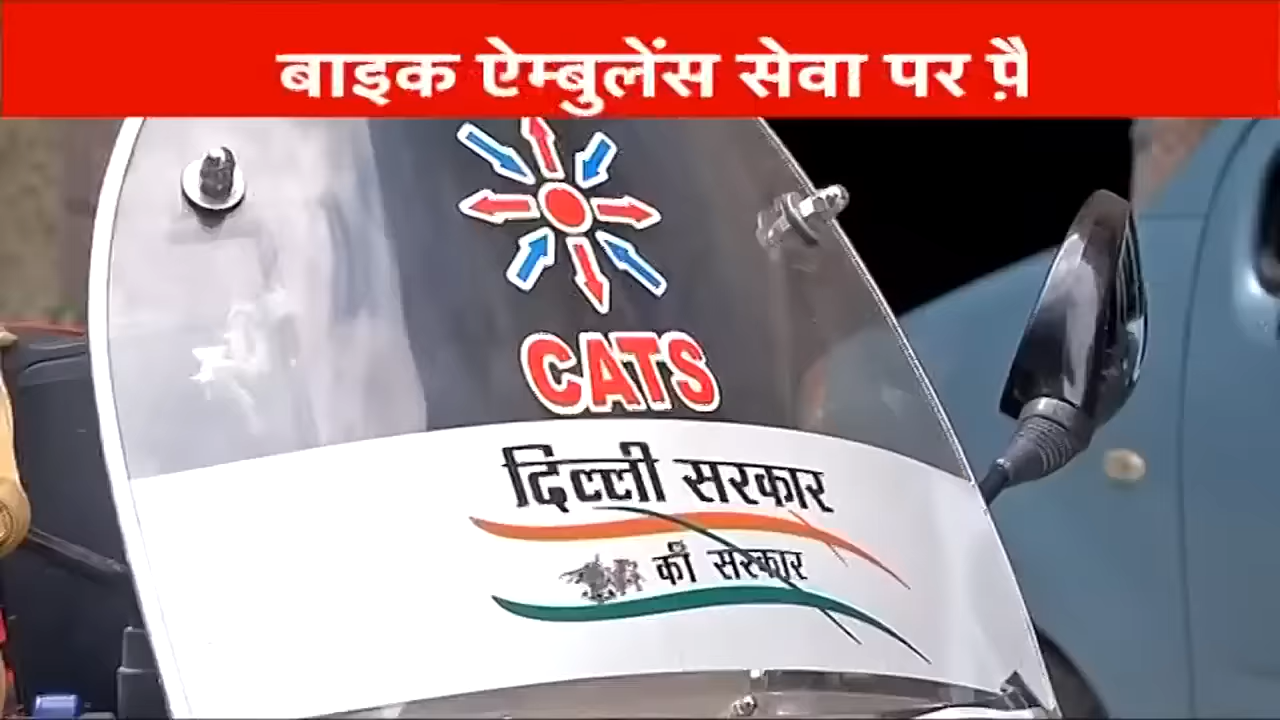 बाइक ऐम्बुलेंस सेवा पर पै
CATS
दिल्ली सरकार
की सरकार